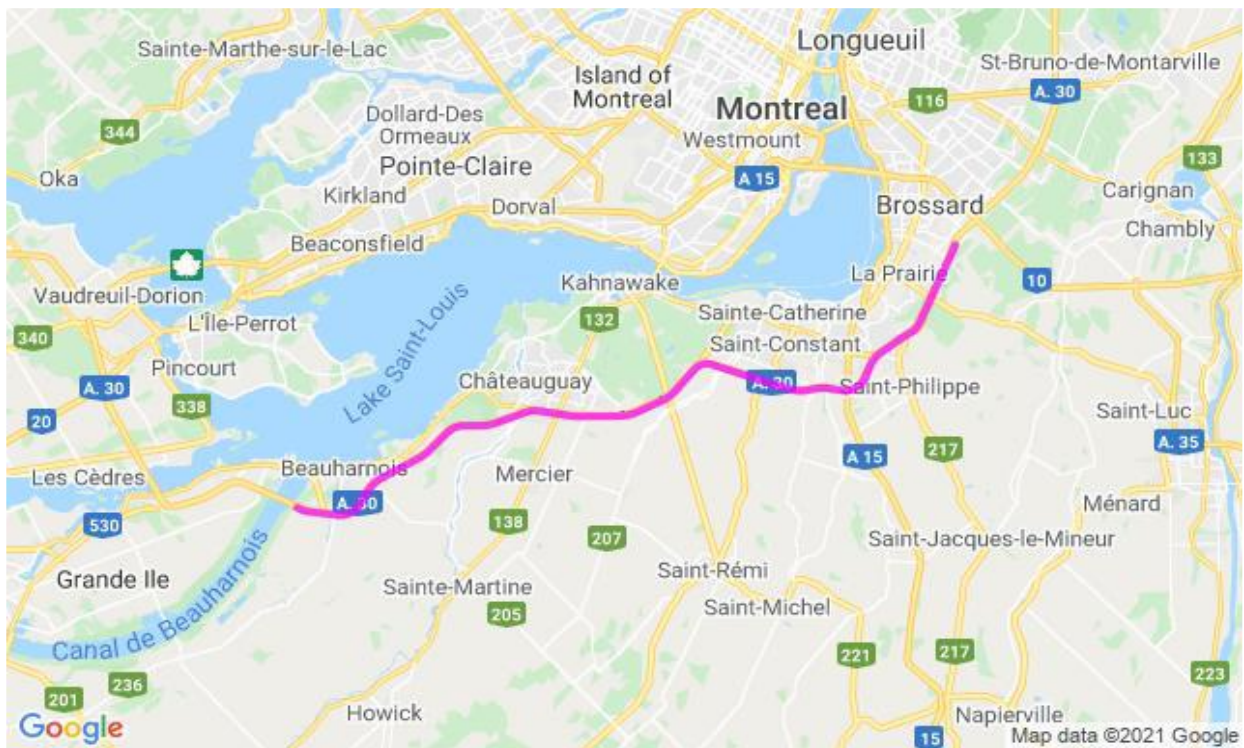 Sainte-Marthe-sur-le-Lac
Longueuil
St-Bruno-de-Montarville
Island of
Montreal
A. 30
116
Montreal
344
Dollard-Des
Ormeaux
Westmount
133
Pointe-Claire
A 15
Oka
Kirkland
Carignan
Dorval
Brossard
Chambly
Beaconsfield
Kahnawake
La Prairie
10
Vaudreuil-Dorion
Lake Saint-Louis
132
Sainte-Catherine
L'Île-Perrot
340
Saint-Constant
Pincourt
A. 30
Châteauguay
A. 30
Saint-Philippe
338
20
Saint-Luc
A. 35
217
A 15
Les Cèdres
Beauharnois
Mercier
A. 30
Ménard
530
138
207
Saint-Jacques-le-Mineur
Canal de Beauharnois
Grande Ile
Saint-Rémi
Sainte-Martine
205
Saint-Michel
221
217
223
236
201
Howick
Napierville
Google
15
Map data ©2021 Google